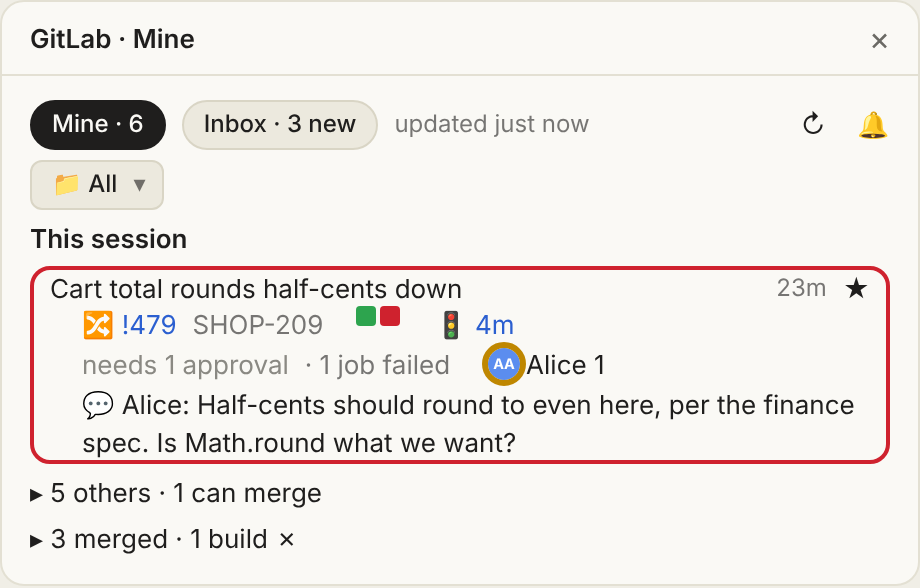 GitLab · Mine ×
Mine · 6 Inbox · 3 new updated just now
All ▾
This session
Cart total rounds half-cents down 23m ★
!479 SHOP-209 4m
needs 1 approval · 1 job failed AA Alice 1
Alice: Half-cents should round to even here, per the finance
spec. Is Math.round what we want?
▸ 5 others · 1 can merge
▸ 3 merged · 1 build ×